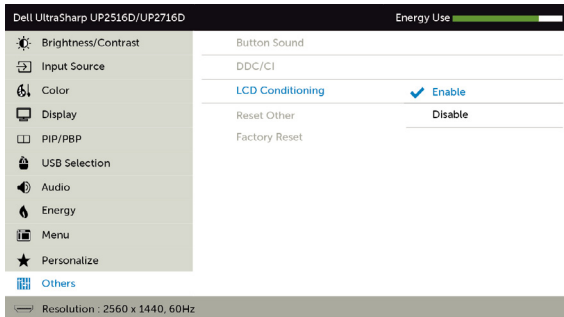 Dell UltraSharp UP2516D/UP2716D
Energy Use
Brightness/Contrast
Input Source
Color
Display
PIP/PBP
USB Selection
Audio
Energy
Menu
Personalize
Others
Button Sound
DDC/CI
LCD Conditioning
Reset Other
Factory Reset
Enable
Disable
Resolution : 2560 x 1440, 60Hz